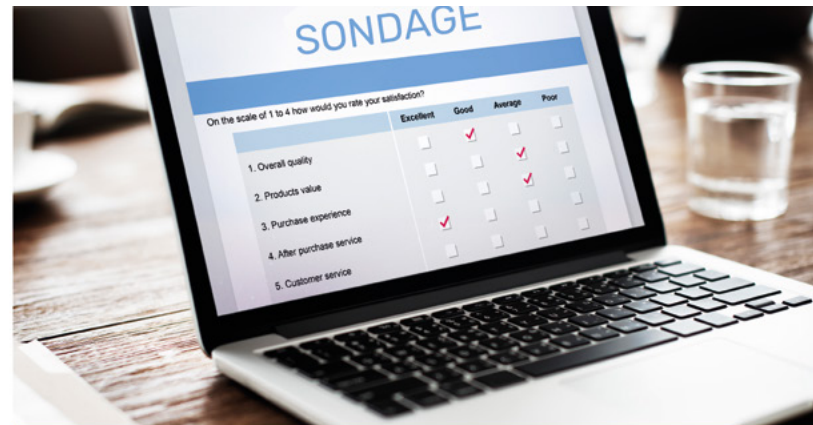 SONDAGE
On the scale of 1 to 4 how would you rate your satisfaction?
Excellent Good Average Poor
1. Overall quality
2. Products value
3. Purchase experience
4. After purchase service
5. Customer service